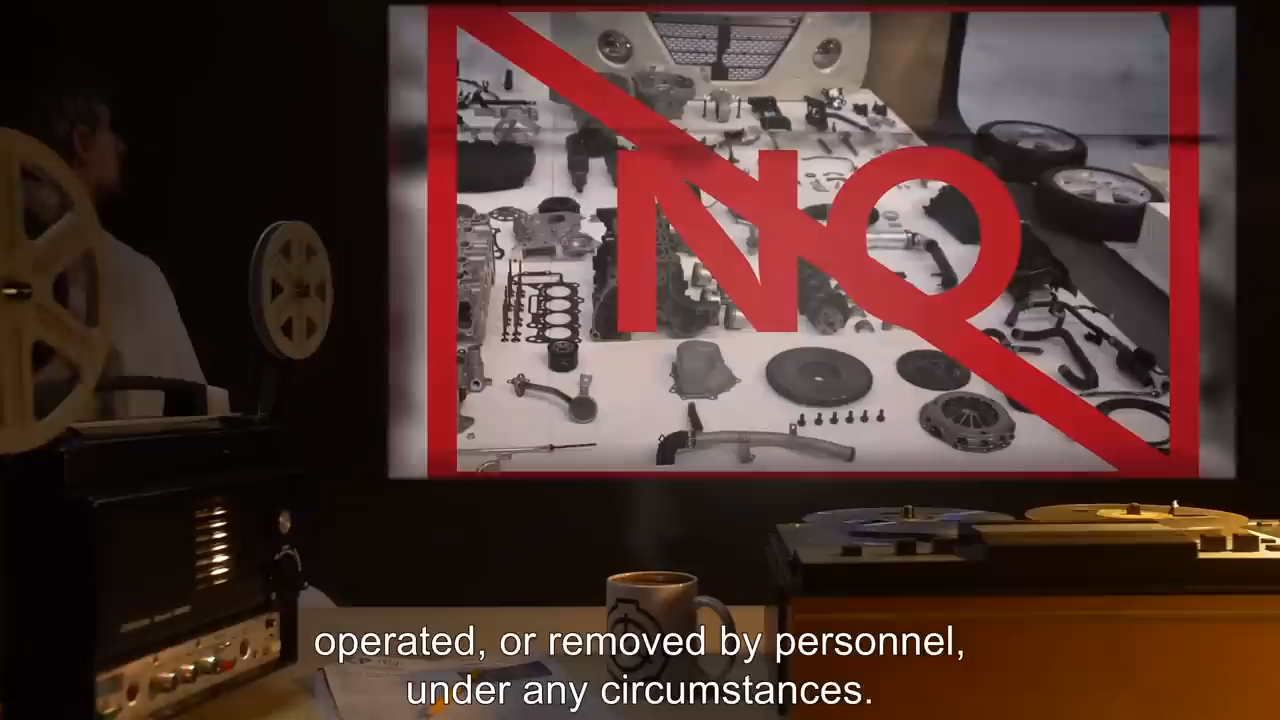 NO
operated, or removed by personnel,
under any circumstances.